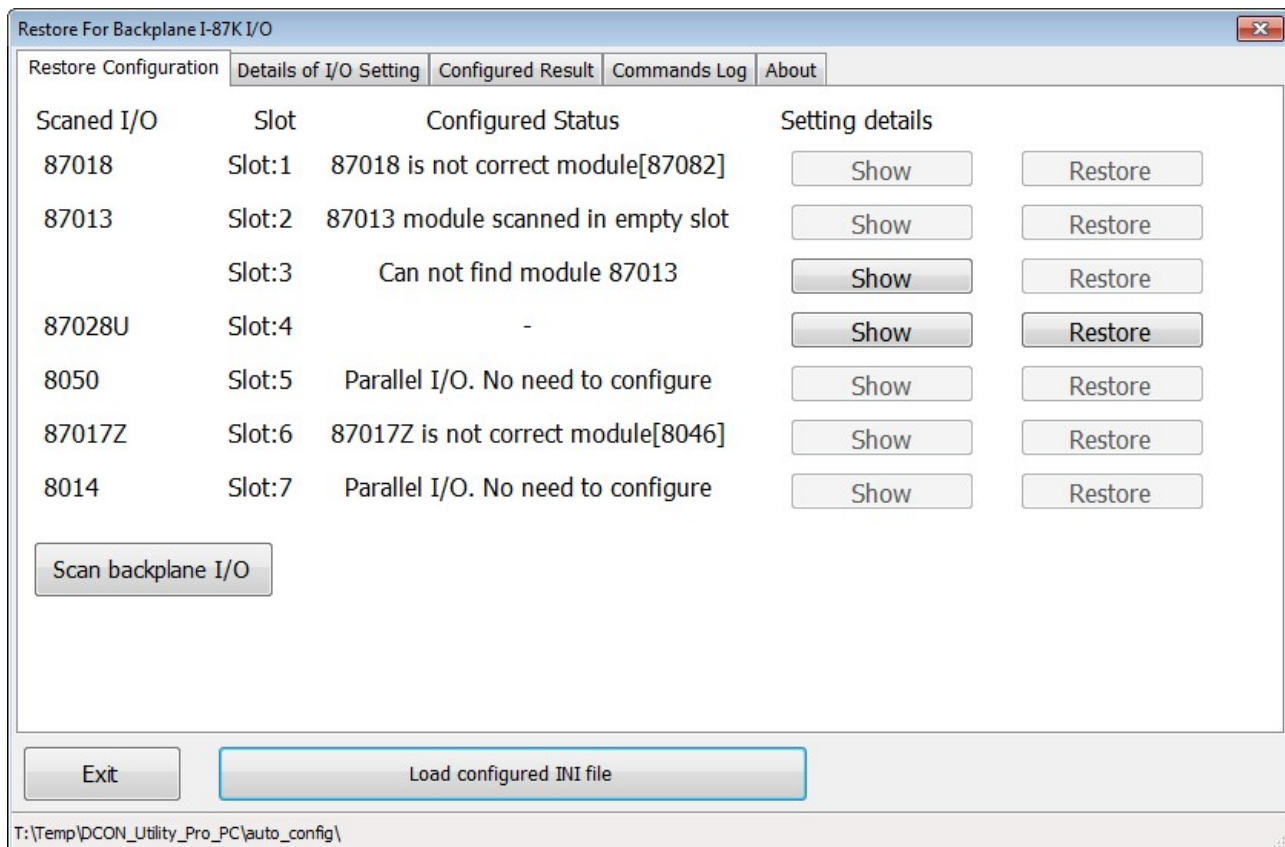 Restore For Backplane I-87K I/O
Restore Configuration Details of I/O Setting Configured Result Commands Log About
Scaned I/O Slot Configured Status Setting details
87018 Slot:1 87018 is not correct module[87082] Show Restore
87013 Slot:2 87013 module scanned in empty slot Show Restore
Slot:3 Can not find module 87013 Show Restore
87028U Slot:4 - Show Restore
8050 Slot:5 Parallel I/O. No need to configure Show Restore
87017Z Slot:6 87017Z is not correct module[8046] Show Restore
8014 Slot:7 Parallel I/O. No need to configure Show Restore
Scan backplane I/O
Exit Load configured INI file
T:\Temp\DCON_Utility_Pro_PC\auto_config\